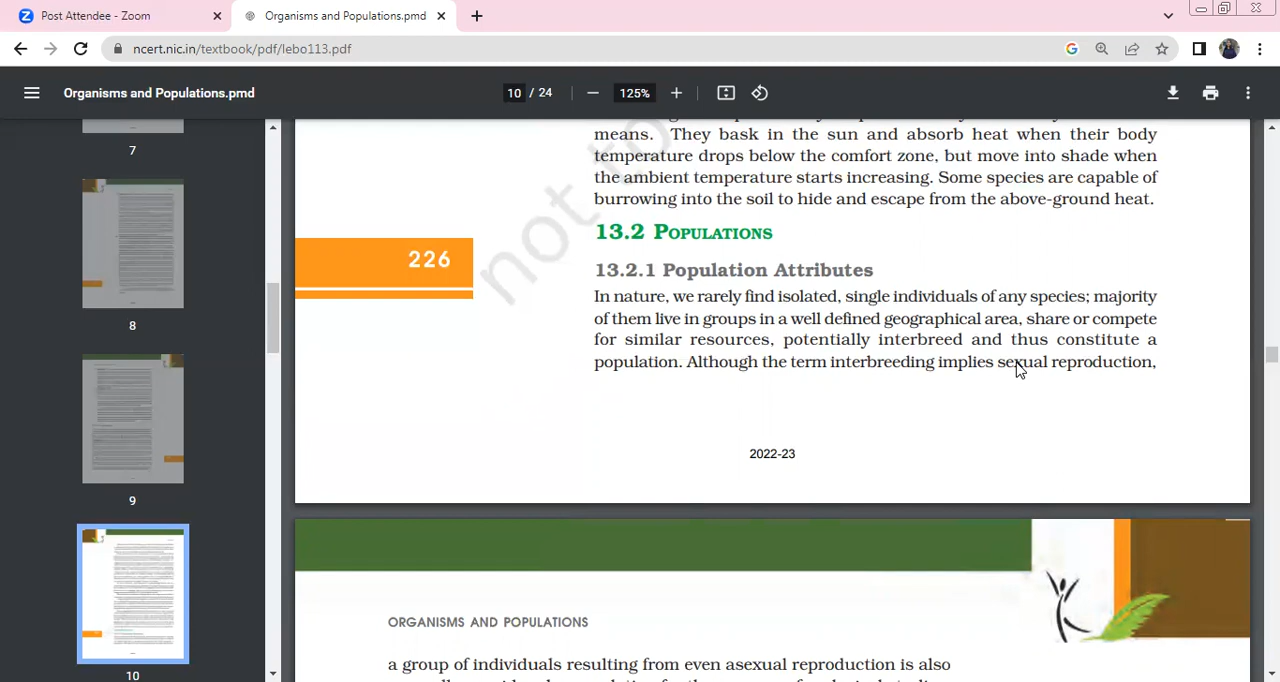 Post Attendee - Zoom
Organisms and Populations.pmd
ncert.nic.in/textbook/pdf/lebo113.pdf
Organisms and Populations.pmd
10 / 24
125%
7
8
9
10
means. They bask in the sun and absorb heat when their body
temperature drops below the comfort zone, but move into shade when
the ambient temperature starts increasing. Some species are capable of
burrowing into the soil to hide and escape from the above-ground heat.
13.2 POPULATIONS
226
13.2.1 Population Attributes
In nature, we rarely find isolated, single individuals of any species; majority
of them live in groups in a well defined geographical area, share or compete
for similar resources, potentially interbreed and thus constitute a
population. Although the term interbreeding implies sexual reproduction,
not to
2022-23
ORGANISMS AND POPULATIONS
a group of individuals resulting from even asexual reproduction is also